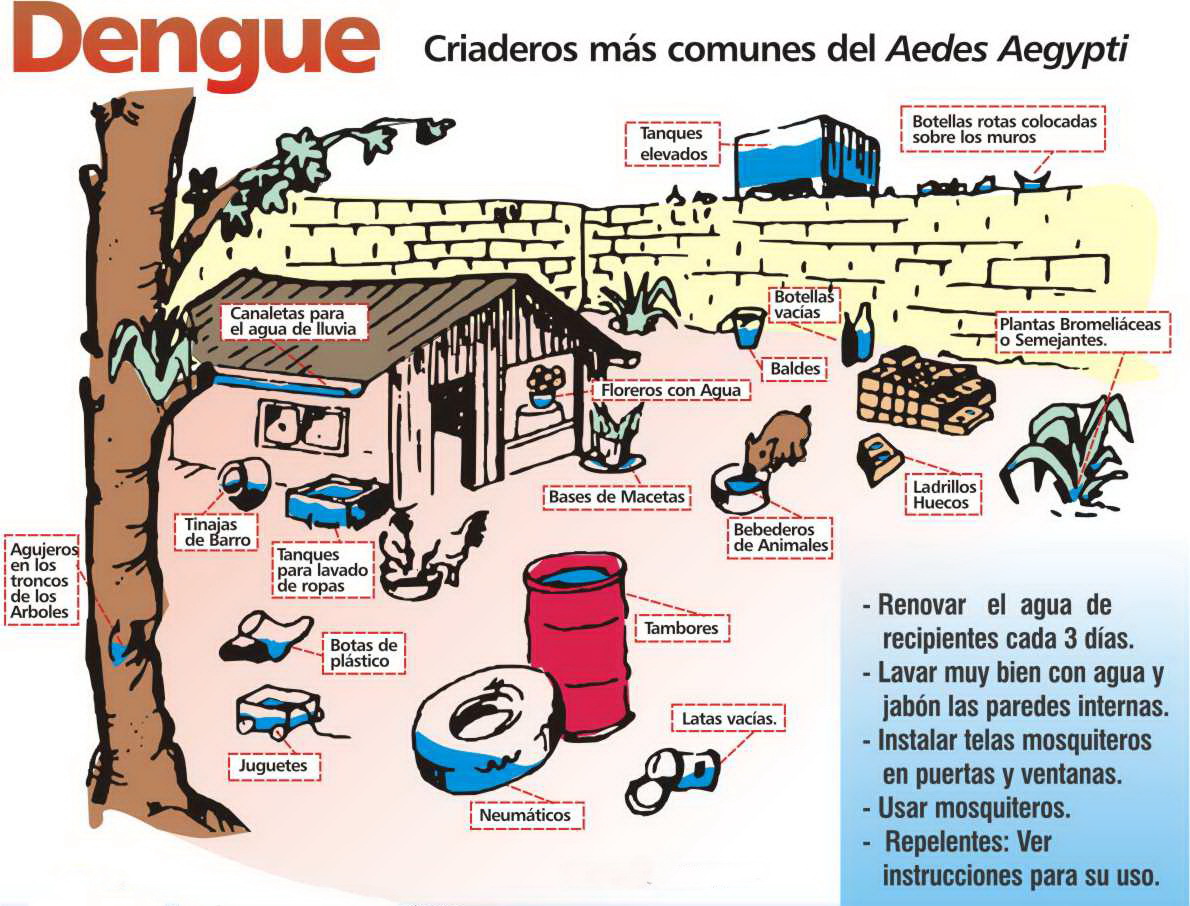 Dengue
Criaderos más comunes del Aedes Aegypti
Tanques
elevados
Botellas rotas colocadas
sobre los muros
Canaletas para
el agua de lluvia
Botellas
vacías
Plantas Bromeliáceas
o Semejantes.
Baldes
Floreros con Agua
Bases de Macetas
Ladrillos
Huecos
Tinajas
de Barro
Bebederos
de Animales
Agujeros
en los
troncos
de los
Arboles
Tanques
para lavado
de ropas
Tambores
Botas de
plástico
Latas vacías.
Juguetes
Neumáticos
- Renovar el agua de
recipientes cada 3 días.
- Lavar muy bien con agua y
jabón las paredes internas.
- Instalar telas mosquiteros
en puertas y ventanas.
- Usar mosquiteros.
- Repelentes: Ver
instrucciones para su uso.